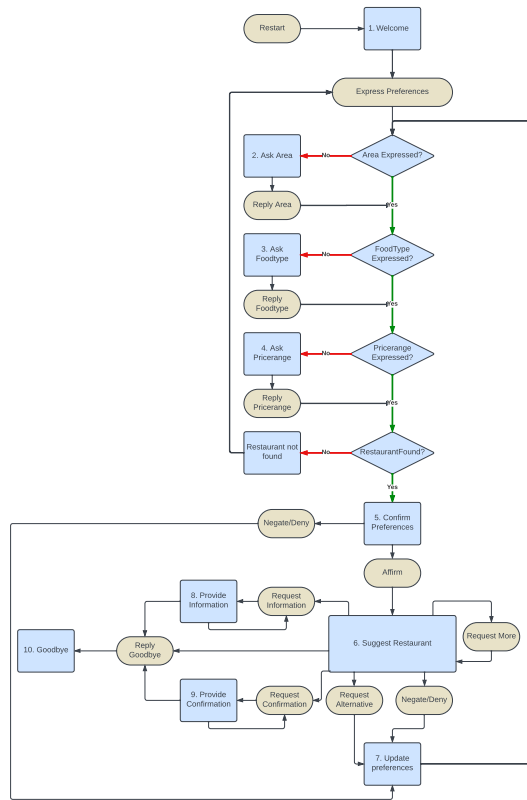 Restart
1. Welcome
Express Preferences
Area Expressed?
No
2. Ask Area
Reply Area
Yes
FoodType
Expressed?
No
3. Ask
Foodtype
Reply
Foodtype
Yes
Pricerange
Expressed?
No
4. Ask
Pricerange
Reply
Pricerange
Yes
RestaurantFound?
No
Restaurant not
found
Yes
5. Confirm
Preferences
Negate/Deny
Affirm
8. Provide
Information
Request
Information
6. Suggest Restaurant
Request More
10. Goodbye
Reply
Goodbye
9. Provide
Confirmation
Request
Confirmation
Request
Alternative
Negate/Deny
7. Update
preferences